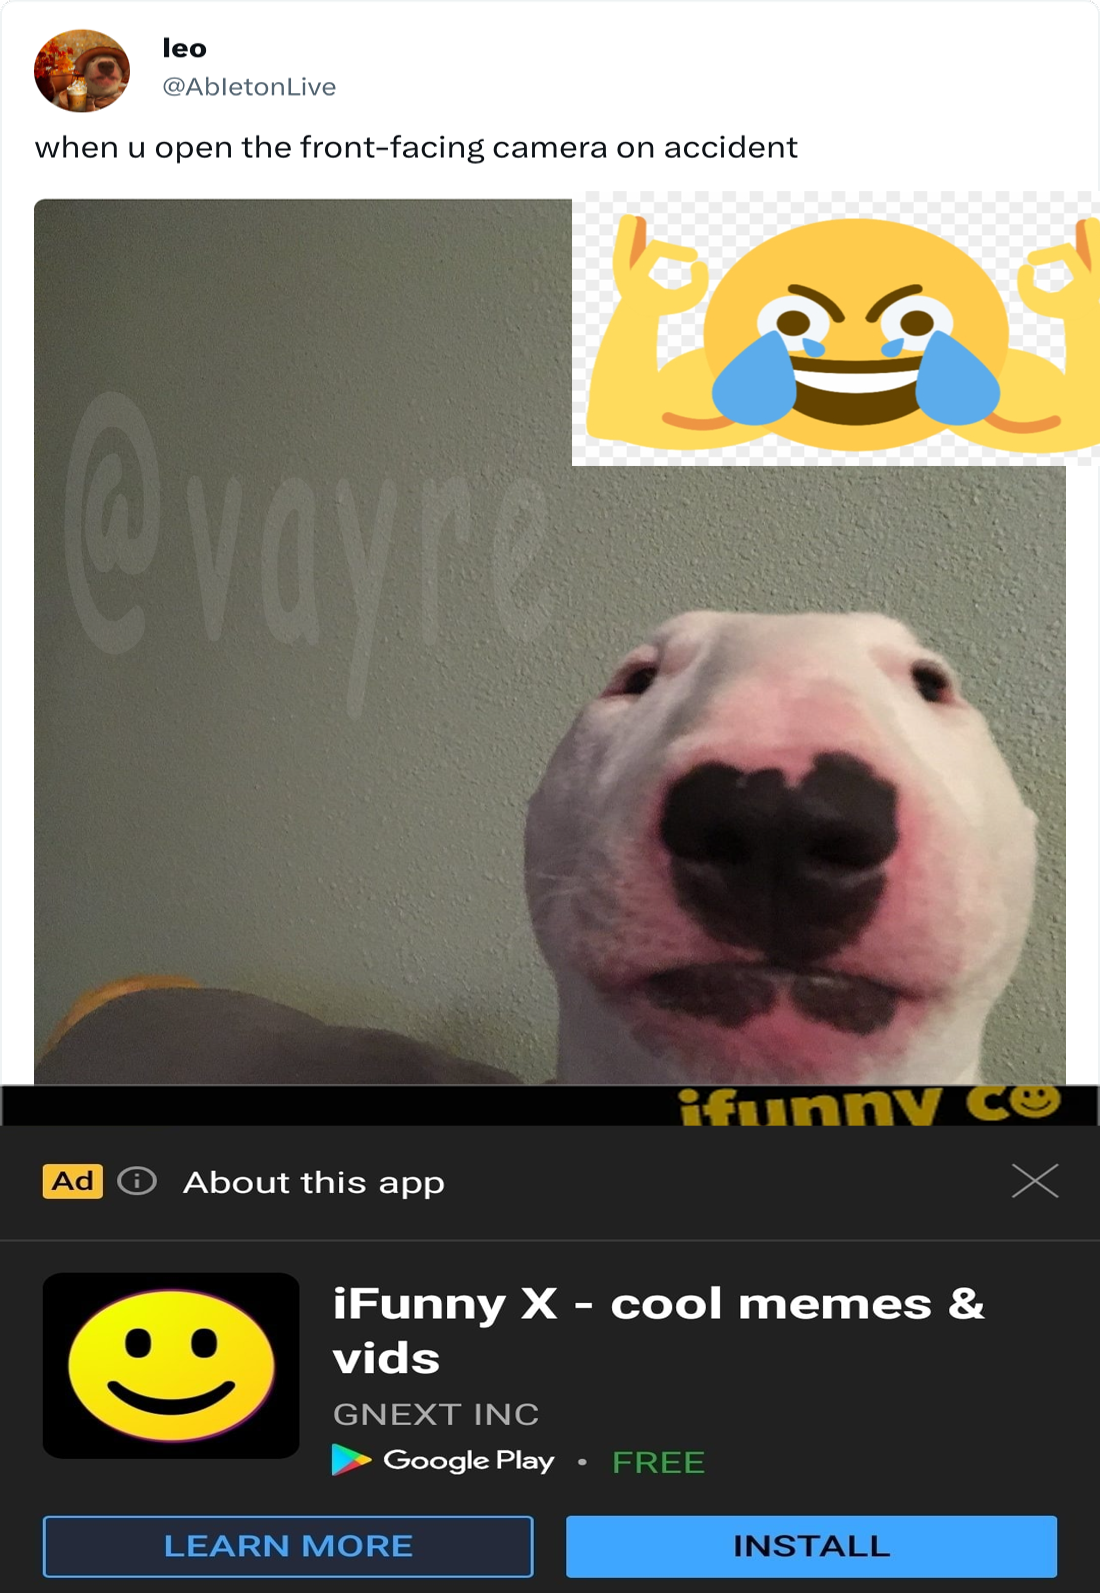 leo
@AbletonLive
when u open the front-facing camera on accident
@vayre
ifunny co
Ad
About this app
iFunny X - cool memes &
vids
GNEXT INC
Google Play • FREE
LEARN MORE
INSTALL